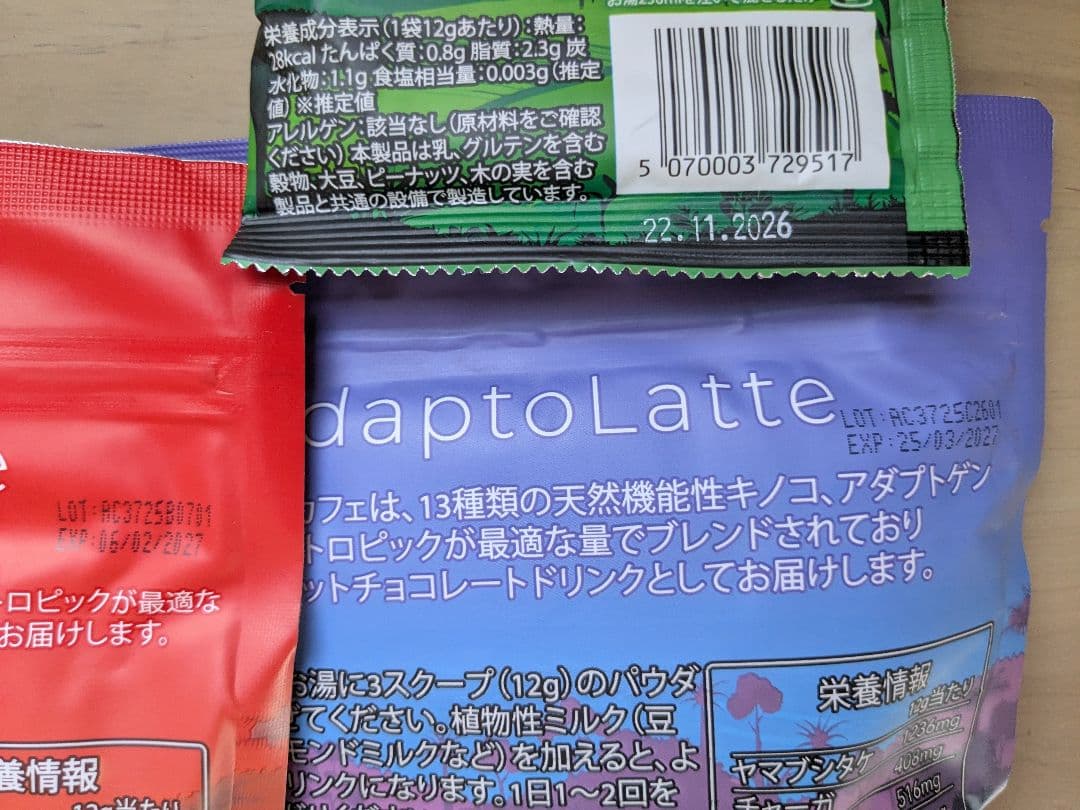 栄養成分表示（1袋12gあたり）：熱量：
28kcal たんぱく質：0.8g 脂質：2.3g 炭
水化物：1.1g 食塩相当量：0.003g（推定
値）※推定値
アレルゲン：該当なし（原材料をご確認
ください）本製品は乳、グルテンを含む
穀物、大豆、ピーナッツ、木の実を含む
製品と共通の設備で製造しています。
5 070003 729517
22.11.2026
daptoLatte
LOT:AC3725C2601
EXP:25/03/2027
カフェは、13種類の天然機能性キノコ、アダプトゲン
トロピックが最適な量でブレンドされており
ットチョコレートドリンクとしてお届けします。
お湯に3スクープ（12g）のパウダ
てください。植物性ミルク（豆
モンドミルクなど）を加えると、よ
リンクになります。1日1～2回を
栄養情報
12g当たり
1236mg
ヤマブシタケ 408mg
チャーガ 516mg
e
LOT:AC3725B0701
EXP:06/02/2027
トロピックが最適な
お届けします。
養情報
12g当たり